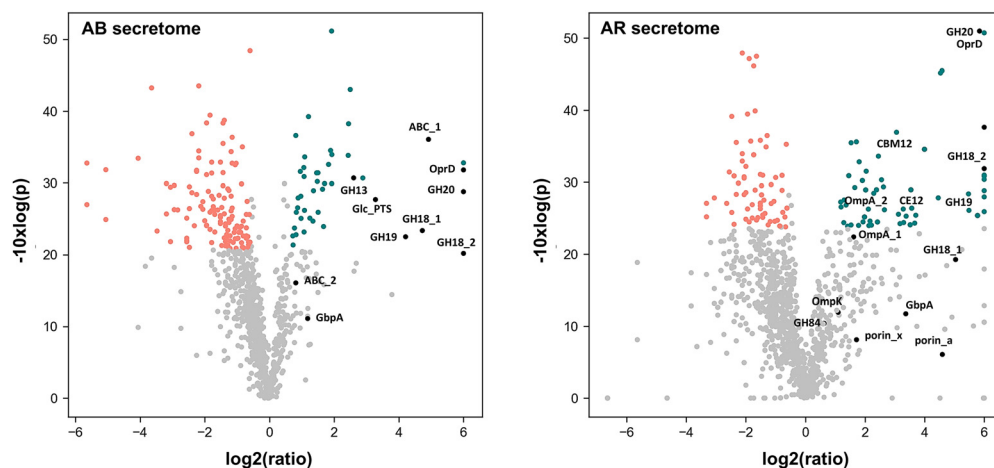 AB secretome
-10xlog(p)
50
40
30
20
10
0
ABC_1
OprD
GH20
GH13
Glc_PTS
GH18_1
GH19
GH18_2
ABC_2
GbpA
−6
−4
−2
0
2
4
6
log2(ratio)
AR secretome
-10xlog(p)
50
40
30
20
10
0
GH20
OprD
CBM12
GH18_2
OmpA_2
CE12
GH19
OmpA_1
GH18_1
OmpK
GbpA
GH84
porin_x
porin_a
−6
−4
−2
0
2
4
6
log2(ratio)